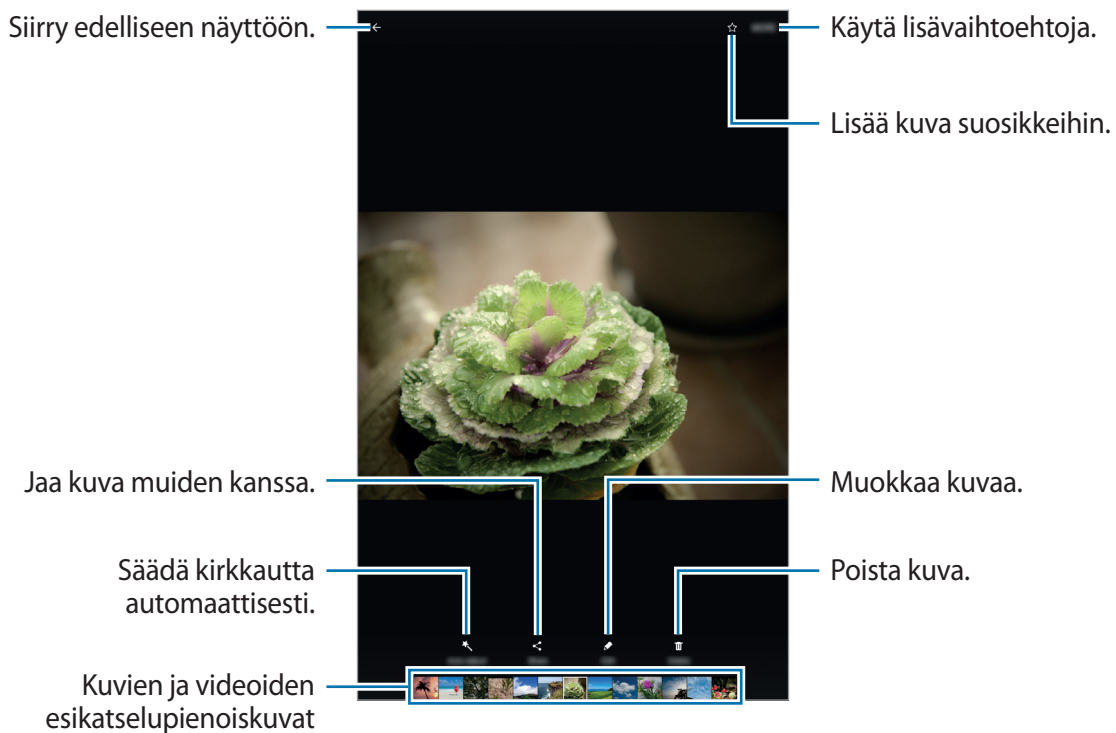 Siirry edelliseen näyttöön.
Käytä lisävaihtoehtoja.
Lisää kuva suosikkeihin.
Jaa kuva muiden kanssa.
Muokkaa kuvaa.
Säädä kirkkautta
automaattisesti.
Poista kuva.
Kuvien ja videoiden
esikatselupienoiskuvat